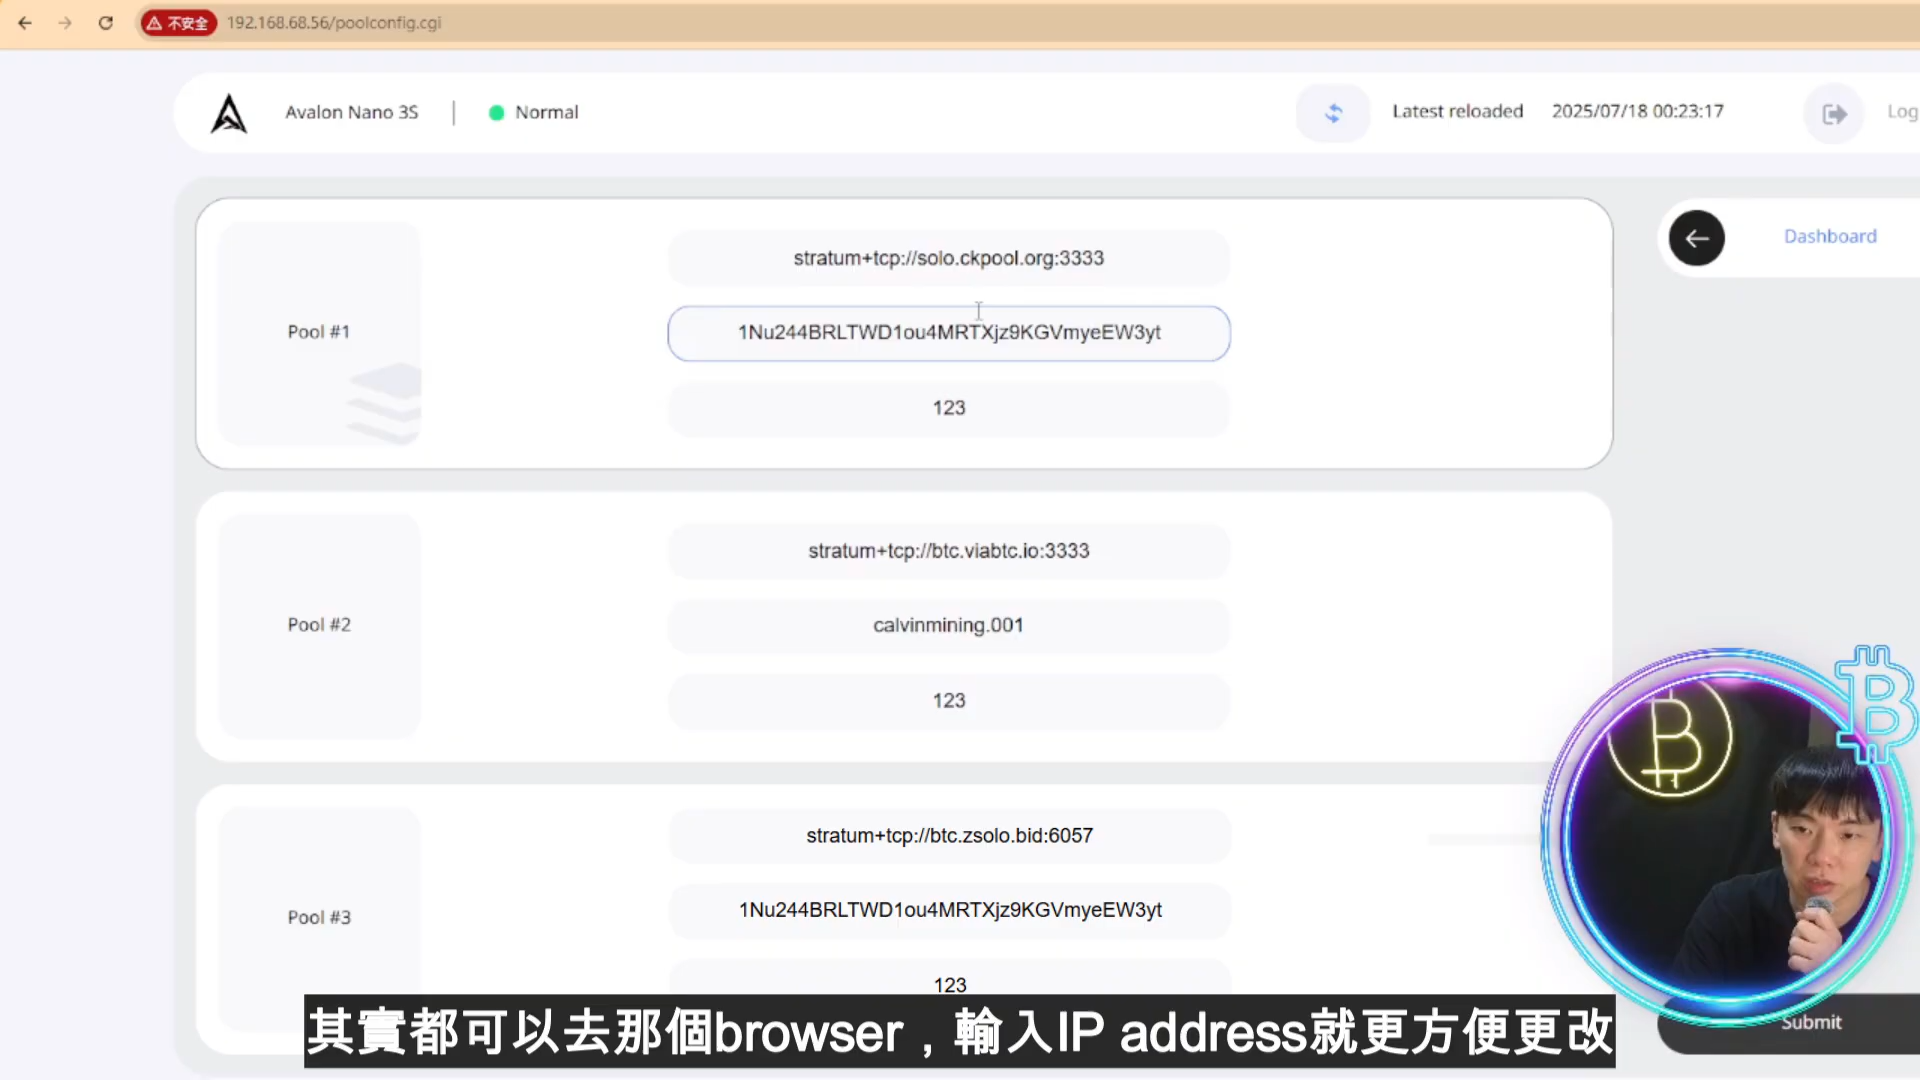 不安全 192.168.68.56/poolconfig.cgi
Avalon Nano 3S | Normal
Latest reloaded 2025/07/18 00:23:17
Log
Dashboard
Pool #1
stratum+tcp://solo.ckpool.org:3333
1Nu244BRLTWD1ou4MRTXjz9KGVmyeEW3yt
123
Pool #2
stratum+tcp://btc.viabtc.io:3333
calvinmining.001
123
Pool #3
stratum+tcp://btc.zsolo.bid:6057
1Nu244BRLTWD1ou4MRTXjz9KGVmyeEW3yt
123
Submit
其實都可以去那個browser，輸入IP address就更方便更改